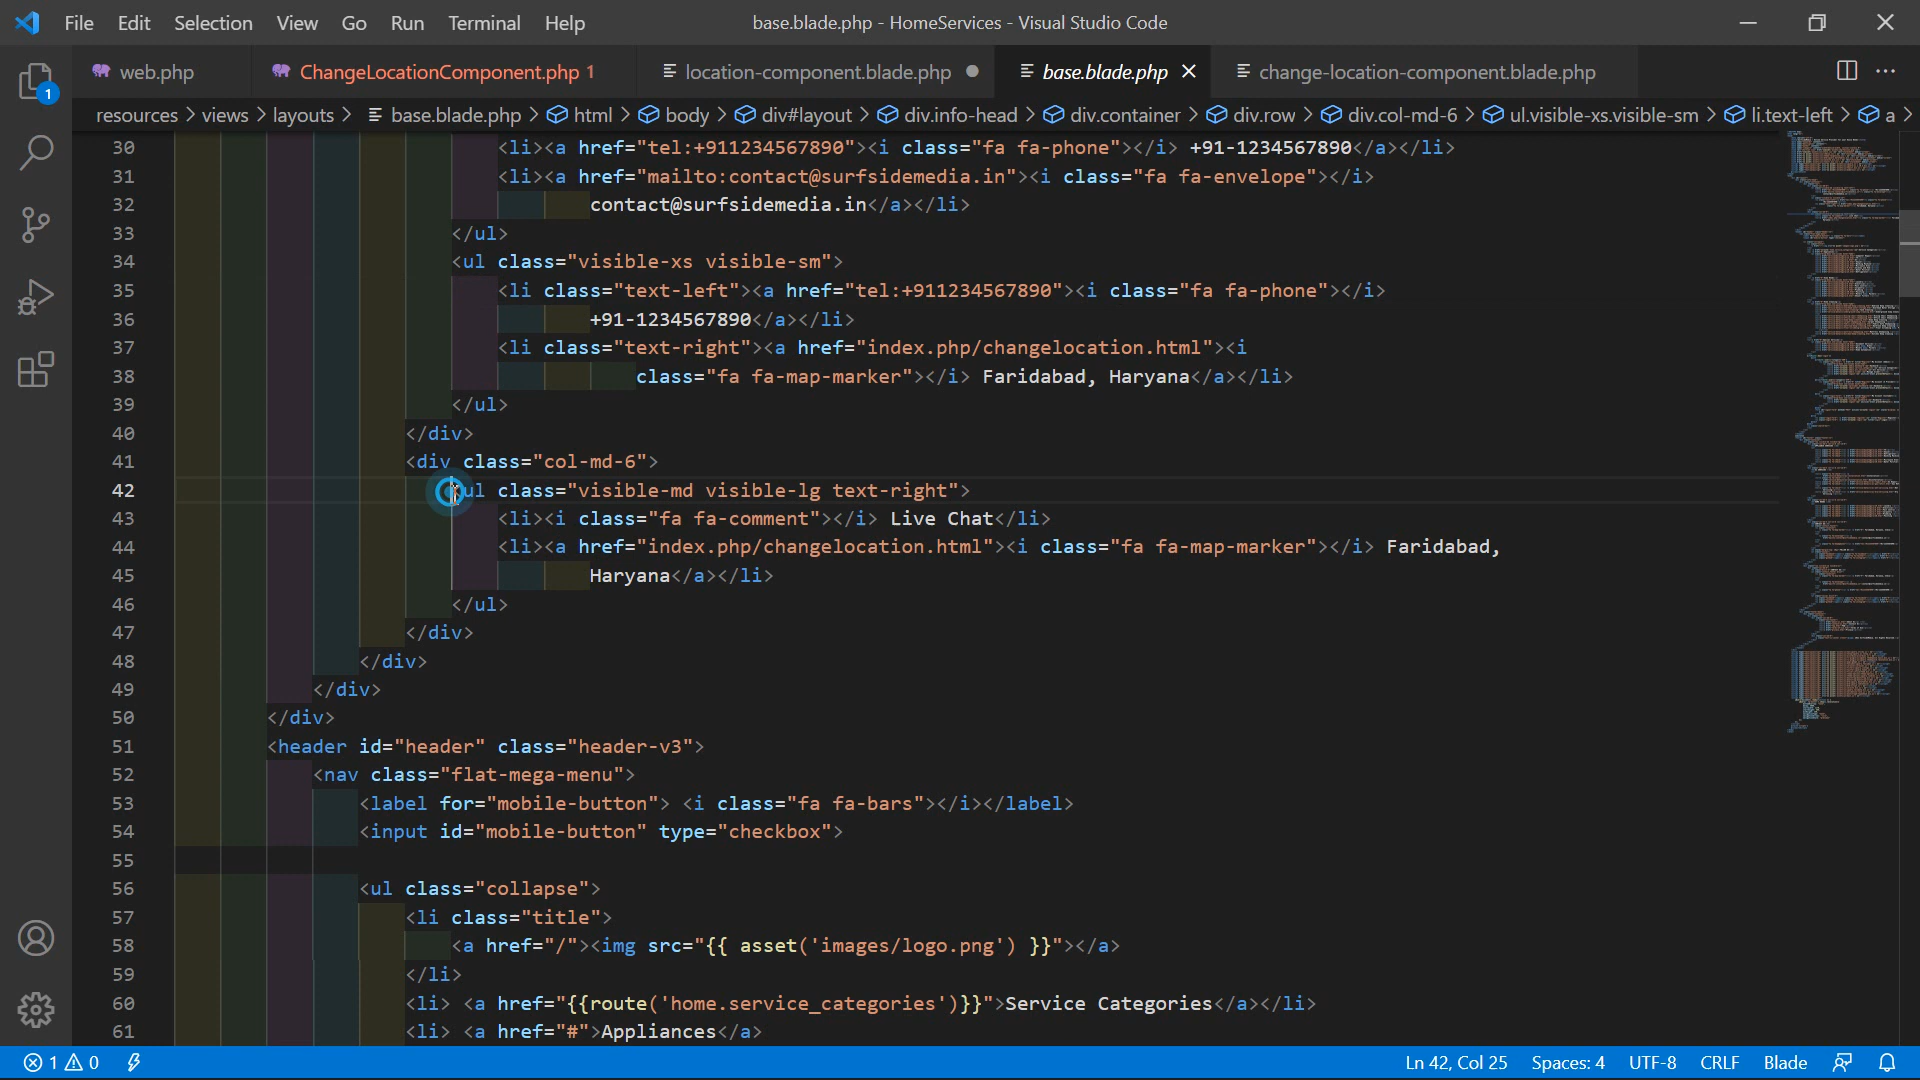 File Edit Selection View Go Run Terminal Help base.blade.php - HomeServices - Visual Studio Code
web.php ChangeLocationComponent.php 1 location-component.blade.php base.blade.php change-location-component.blade.php
1
resources > views > layouts > base.blade.php > html > body > div#layout > div.info-head > div.container > div.row > div.col-md-6 > ul.visible-xs.visible-sm > li.text-left > a >
30 <li><a href="tel:+911234567890"><i class="fa fa-phone"></i> +91-1234567890</a></li>
31 <li><a href="mailto:contact@surfsidemedia.in"><i class="fa fa-envelope"></i>
32 contact@surfsidemedia.in</a></li>
33 </ul>
34 <ul class="visible-xs visible-sm">
35 <li class="text-left"><a href="tel:+911234567890"><i class="fa fa-phone"></i>
36 +91-1234567890</a></li>
37 <li class="text-right"><a href="index.php/changelocation.html"><i
38 class="fa fa-map-marker"></i> Faridabad, Haryana</a></li>
39 </ul>
40 </div>
41 <div class="col-md-6">
42 <ul class="visible-md visible-lg text-right">
43 <li><i class="fa fa-comment"></i> Live Chat</li>
44 <li><a href="index.php/changelocation.html"><i class="fa fa-map-marker"></i> Faridabad,
45 Haryana</a></li>
46 </ul>
47 </div>
48 </div>
49 </div>
50 </div>
51 <header id="header" class="header-v3">
52 <nav class="flat-mega-menu">
53 <label for="mobile-button"> <i class="fa fa-bars"></i></label>
54 <input id="mobile-button" type="checkbox">
55
56 <ul class="collapse">
57 <li class="title">
58 <a href="/"><img src="{{ asset('images/logo.png') }}"></a>
59 </li>
60 <li> <a href="{{route('home.service_categories')}}">Service Categories</a></li>
61 <li> <a href="#">Appliances</a>
1 0 Ln 42, Col 25 Spaces: 4 UTF-8 CRLF Blade